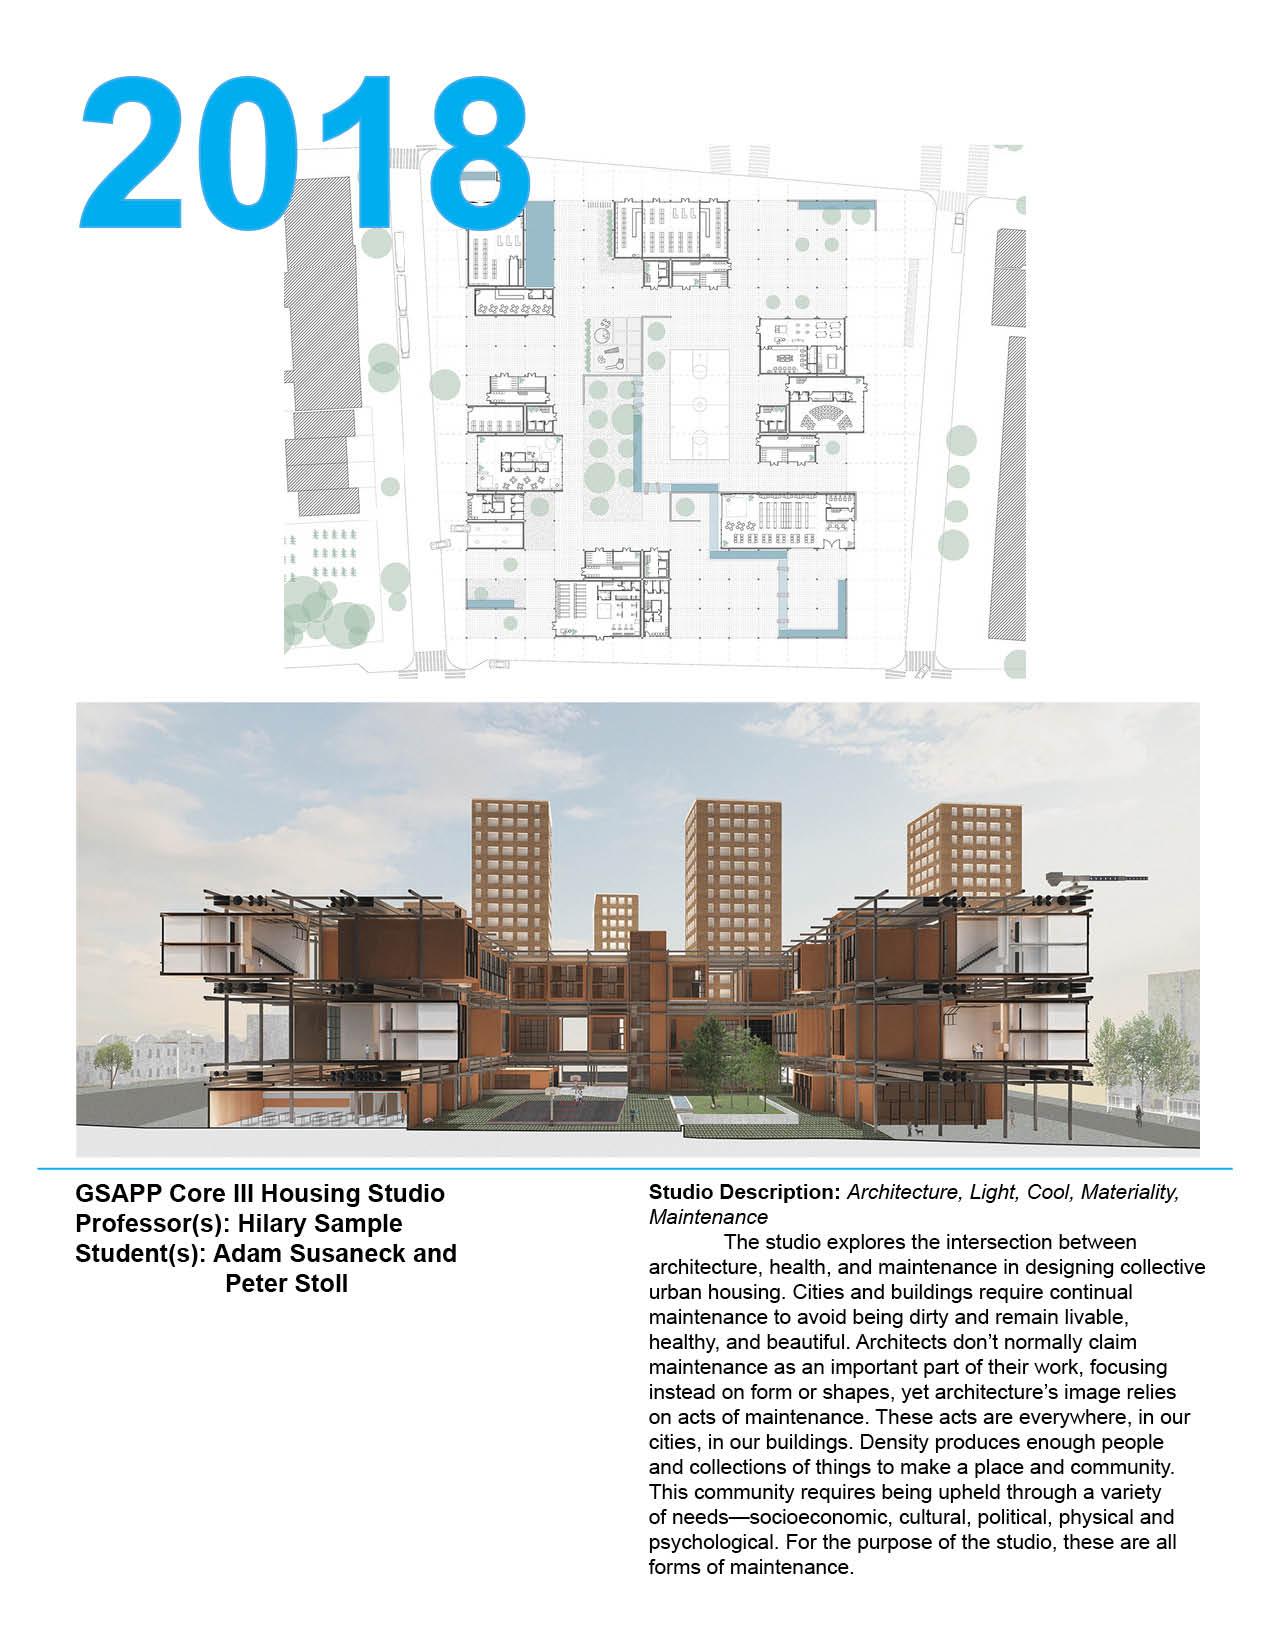 2018
GSAPP Core III Housing Studio
Professor(s): Hilary Sample
Student(s): Adam Susaneck and
Peter Stoll
Studio Description: Architecture, Light, Cool, Materiality,
Maintenance
The studio explores the intersection between
architecture, health, and maintenance in designing collective
urban housing. Cities and buildings require continual
maintenance to avoid being dirty and remain livable,
healthy, and beautiful. Architects don’t normally claim
maintenance as an important part of their work, focusing
instead on form or shapes, yet architecture’s image relies
on acts of maintenance. These acts are everywhere, in our
cities, in our buildings. Density produces enough people
and collections of things to make a place and community.
This community requires being upheld through a variety
of needs—socioeconomic, cultural, political, physical and
psychological. For the purpose of the studio, these are all
forms of maintenance.